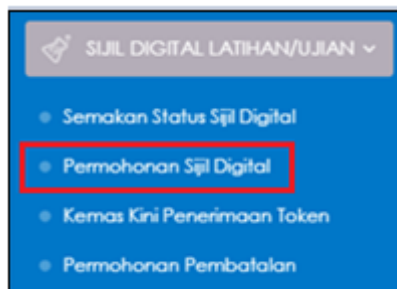 SIJIL DIGITAL LATIHAN/UJIAN
Semakan Status Sijil Digital
Permohonan Sijil Digital
Kemas Kini Penerimaan Token
Permohonan Pembatalan